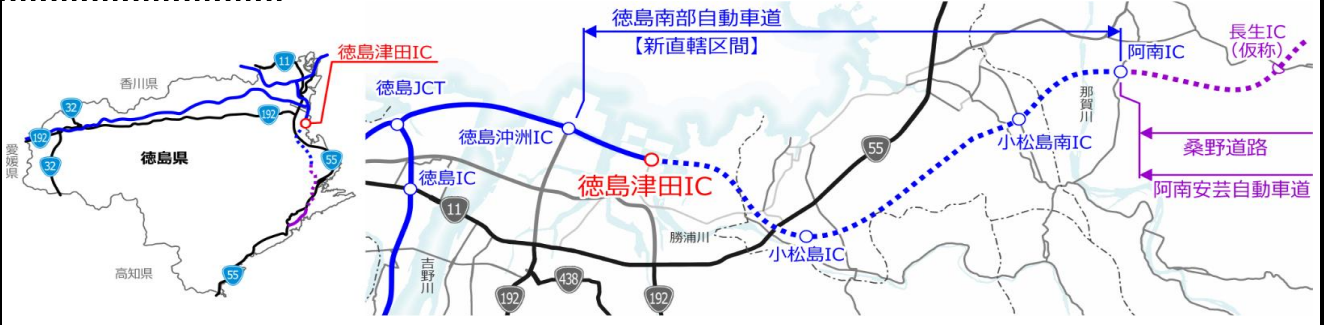 徳島津田IC
11
香川県
32
192
192
愛媛県
32
徳島県
55
高知県
55
徳島南部自動車道
【新直轄区間】
長生IC
(仮称)
阿南IC
徳島JCT
徳島沖洲IC
那賀川
55
小松島南IC
桑野道路
徳島IC
徳島津田IC
阿南安芸自動車道
11
勝浦川
小松島IC
吉野川
438
192
192